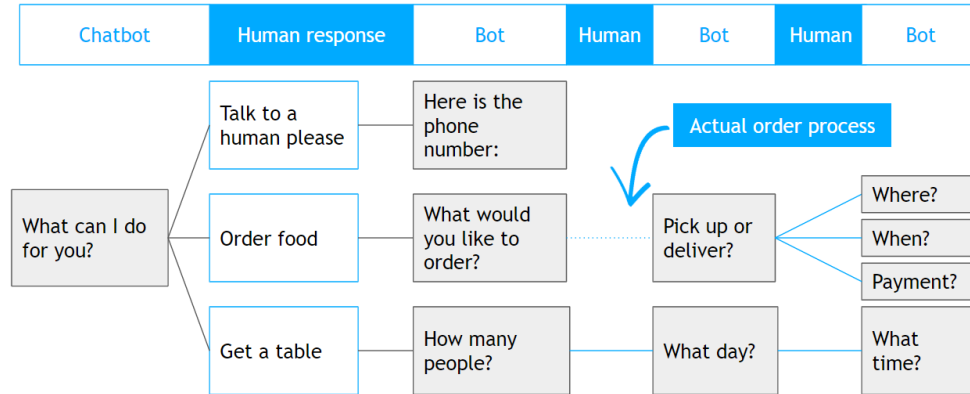 Chatbot
Human response
Bot
Human
Bot
Human
Bot
Talk to a
human please
Here is the
phone
number:
Actual order process
What can I do
for you?
Order food
What would
you like to
order?
Pick up or
deliver?
Where?
When?
Payment?
Get a table
How many
people?
What day?
What
time?